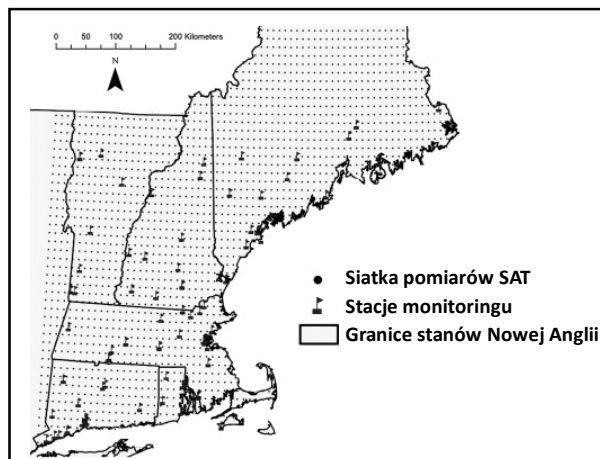 0 50 100 200 Kilometers
N
Siatka pomiarów SAT
Stacje monitoringu
Granice stanów Nowej Anglii